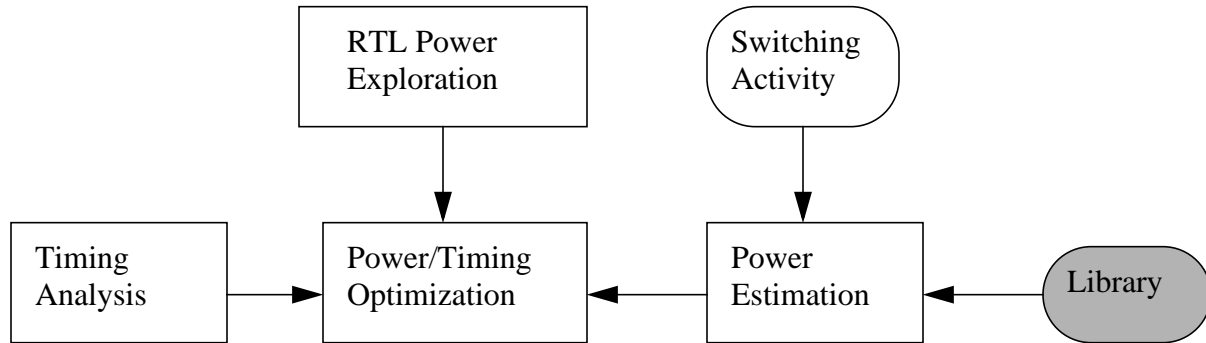 RTL Power
Exploration
Switching
Activity
Timing
Analysis
Power/Timing
Optimization
Power
Estimation
Library